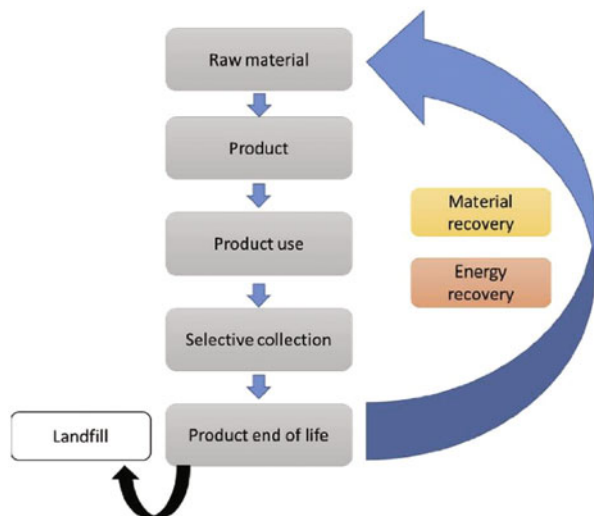 Raw material
Product
Material
recovery
Product use
Energy
recovery
Selective collection
Landfill
Product end of life